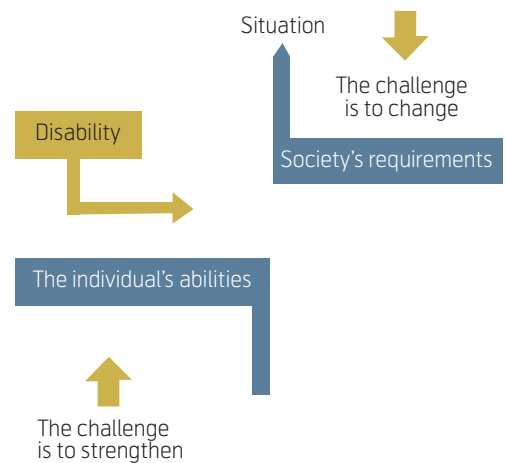 Situation
The challenge
is to change
Disability
Society's requirements
The individual's abilities
The challenge
is to strengthen